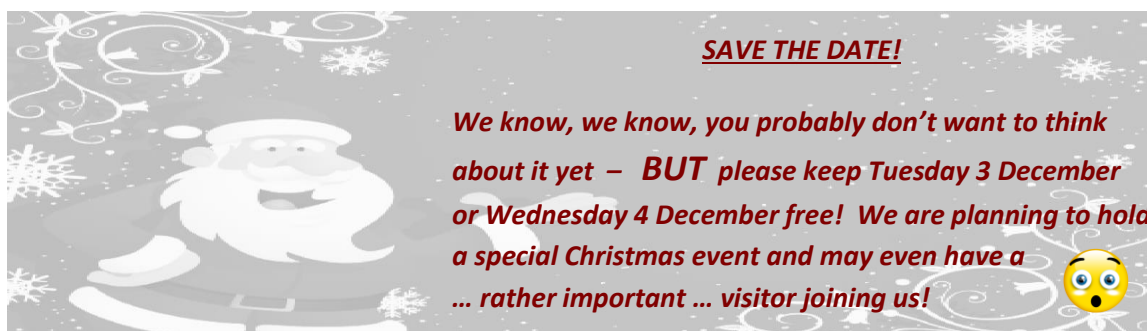 SAVE THE DATE!
We know, we know, you probably don’t want to think
about it yet – BUT please keep Tuesday 3 December
or Wednesday 4 December free! We are planning to hold
a special Christmas event and may even have a
… rather important … visitor joining us!